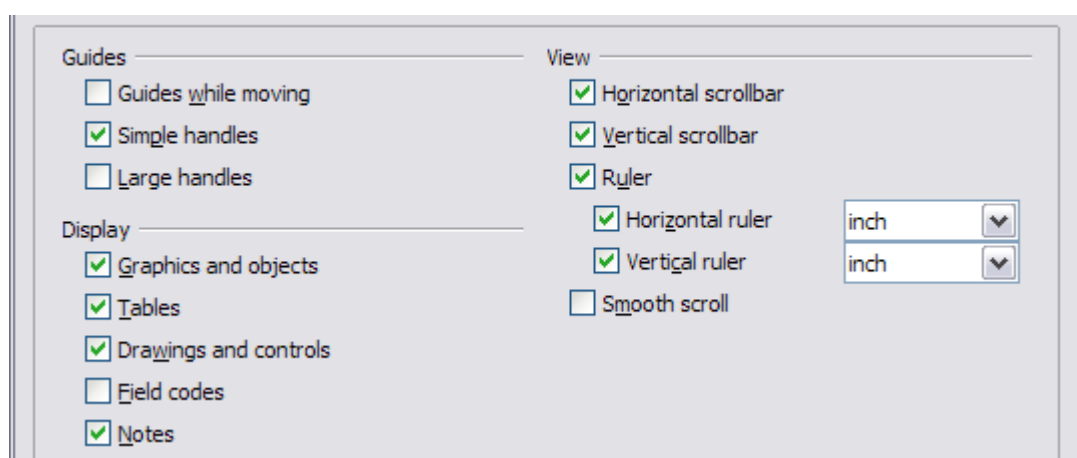 Guides
Guides while moving
Simple handles
Large handles
Display
Graphics and objects
Tables
Drawings and controls
Field codes
Notes
View
Horizontal scrollbar
Vertical scrollbar
Ruler
Horizontal ruler inch
Vertical ruler inch
Smooth scroll